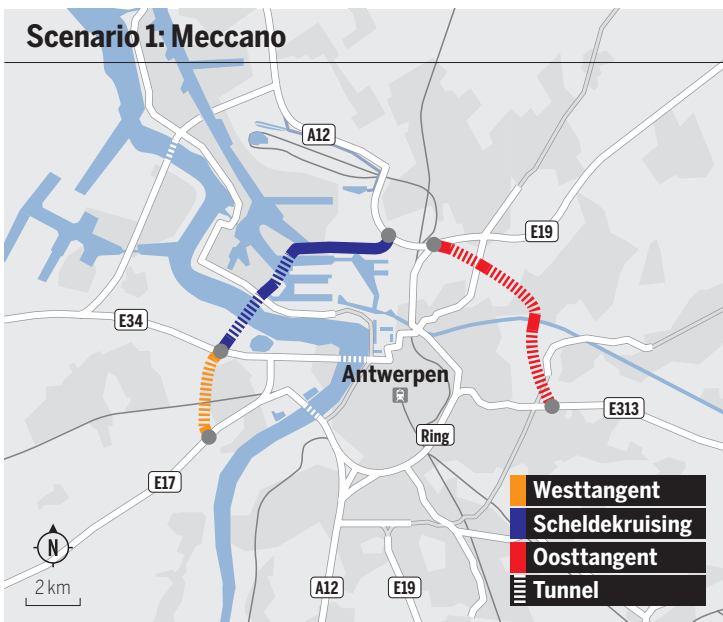 Scenario 1: Meccano
A12
E19
E34
Antwerpen
E313
Ring
E17
Westtangent
Scheldekruising
Oosttangent
Tunnel
N
2 km
A12
E19